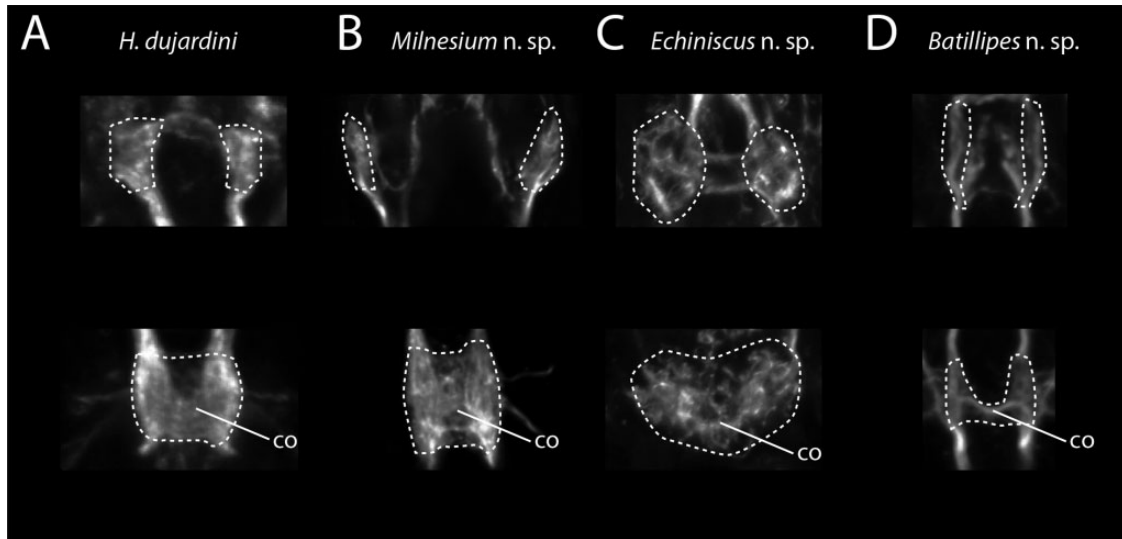 A H. dujardini
B Milnesium n. sp.
C Echiniscus n. sp.
D Batillipes n. sp.
co
co
co
co